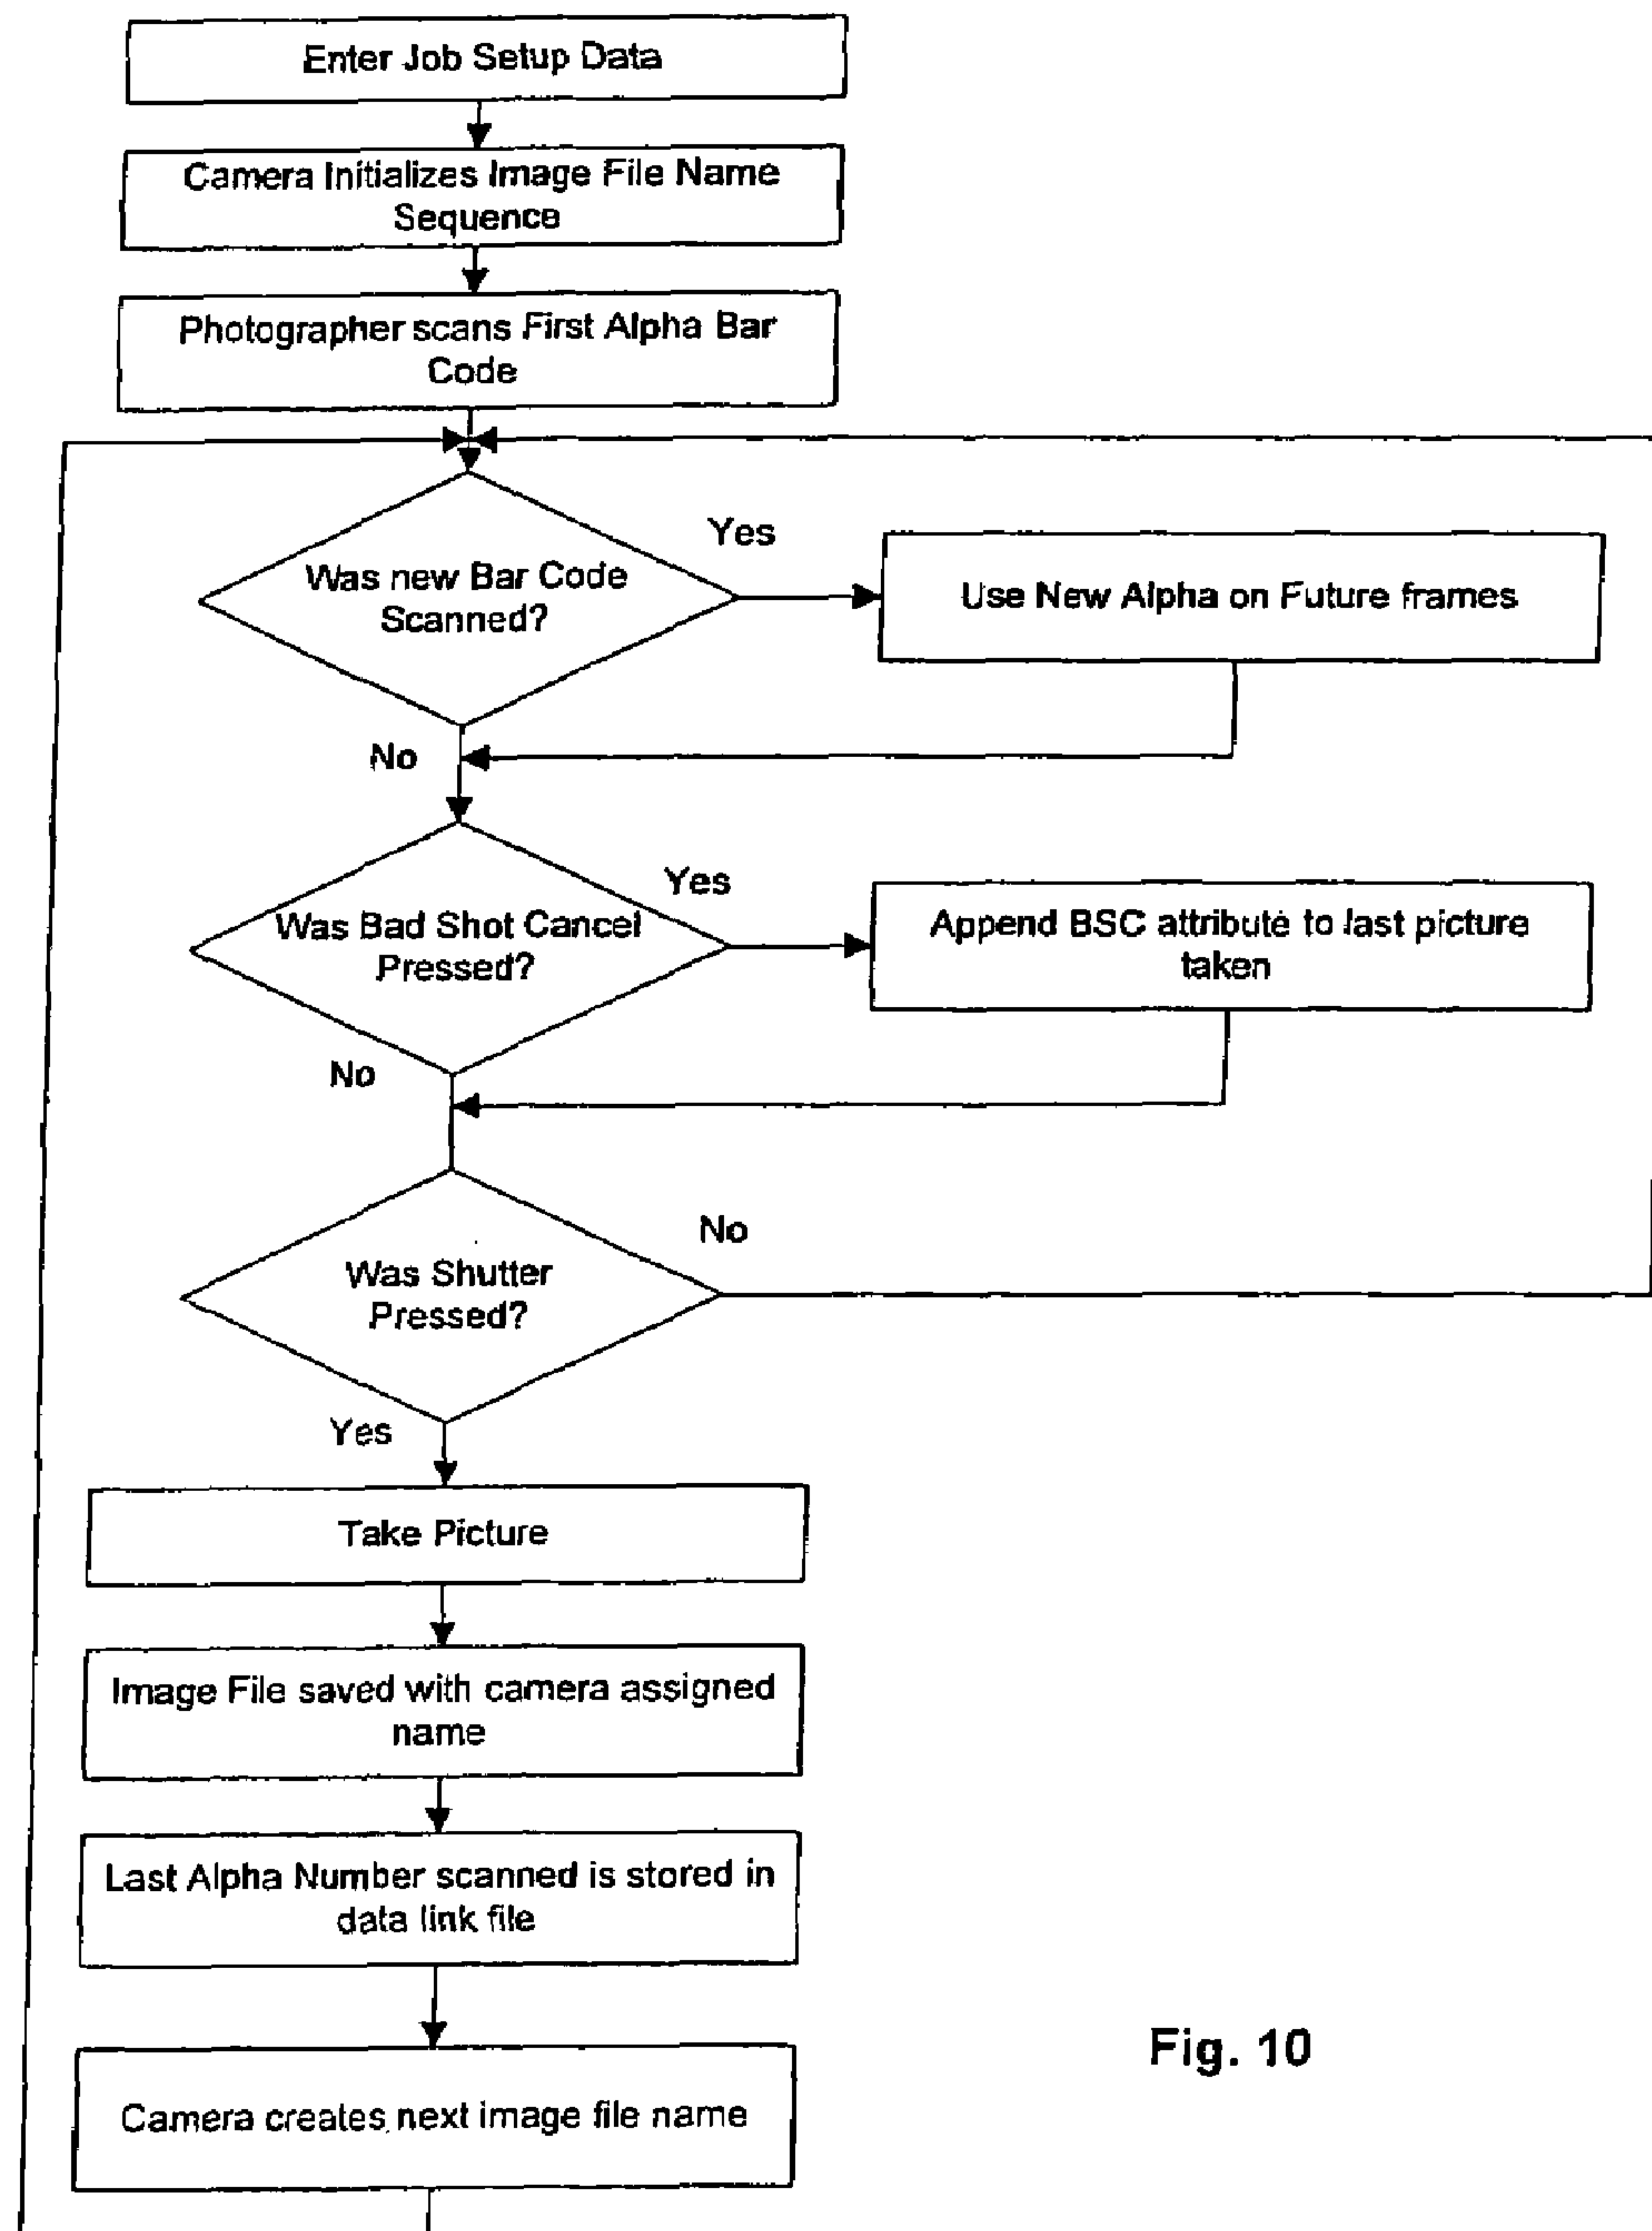 Enter Job Setup Data
Camera Initializes Image File Name
Sequence
Photographer scans First Alpha Bar
Code
Yes
Was new Bar Code
Scanned?
Use New Alpha on Future frames
No
Yes
Was Bad Shot Cancel
Pressed?
Append BSC attribute to last picture
taken
No
No
Was Shutter
Pressed?
Yes
Take Picture
Image File saved with camera assigned
name
Last Alpha Number scanned is stored in
data link file
Camera creates next image file name
Fig. 10